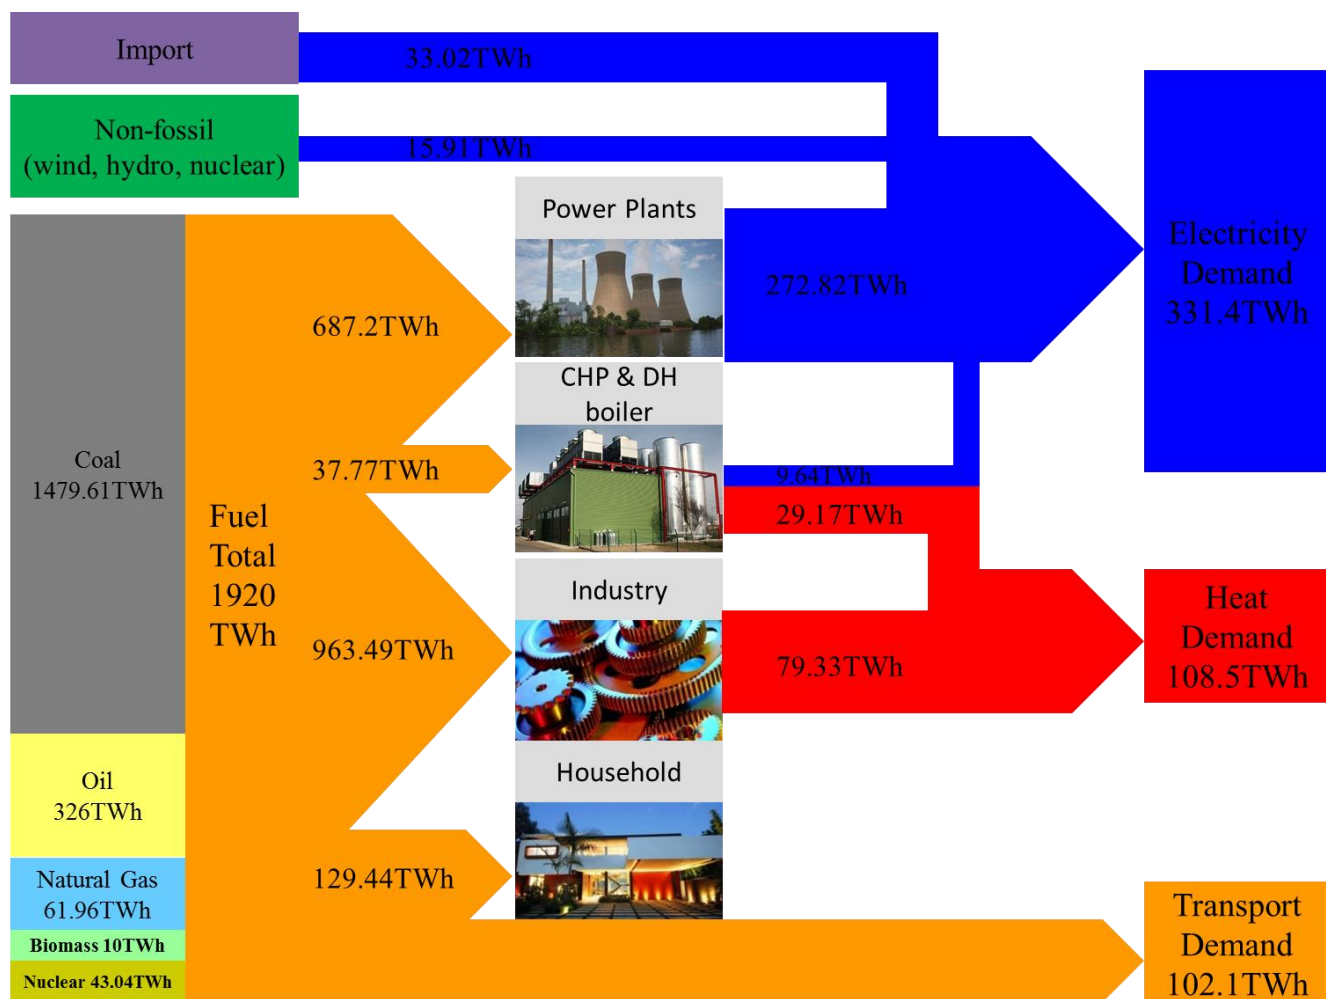 Import
33.02TWh
Non-fossil
(wind, hydro, nuclear)
15.91TWh
Power Plants
272.82TWh
Electricity
Demand
331.4TWh
687.2TWh
CHP & DH
boiler
Coal
1479.61TWh
37.77TWh
9.64TWh
29.17TWh
Fuel
Total
1920
TWh
Industry
963.49TWh
79.33TWh
Heat
Demand
108.5TWh
Oil
326TWh
Household
Natural Gas
61.96TWh
129.44TWh
Biomass 10TWh
Nuclear 43.04TWh
Transport
Demand
102.1TWh